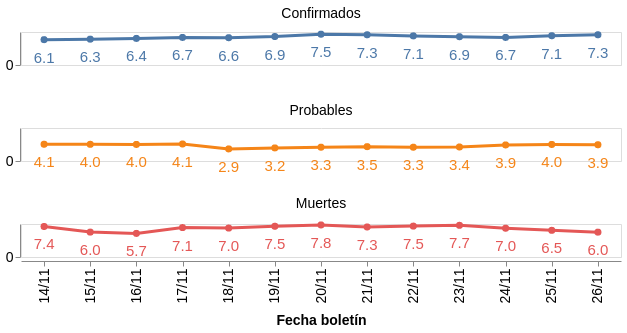 Confirmados
0
6.1 6.3 6.4 6.7 6.6 6.9 7.5 7.3 7.1 6.9 6.7 7.1 7.3
Probables
0
4.1 4.0 4.0 4.1 2.9 3.2 3.3 3.5 3.3 3.4 3.9 4.0 3.9
Muertes
7.4 6.0 5.7 7.1 7.0 7.5 7.8 7.3 7.5 7.7 7.0 6.5 6.0
0
14/11 15/11 16/11 17/11 18/11 19/11 20/11 21/11 22/11 23/11 24/11 25/11 26/11
Fecha boletín